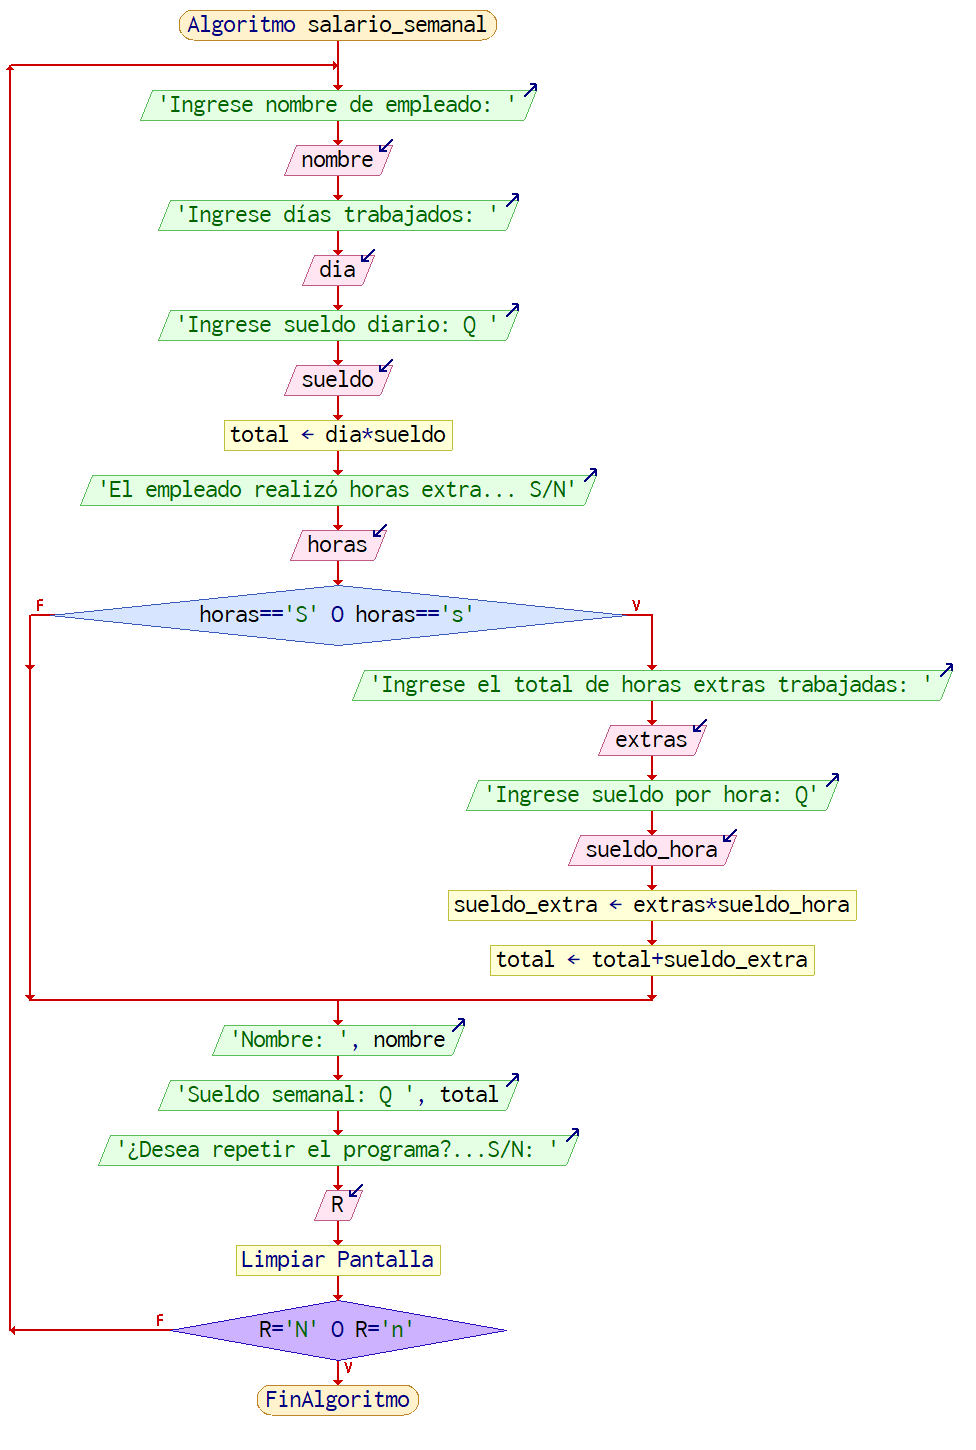 Algoritmo salario_semanal
'Ingrese nombre de empleado: '
nombre
'Ingrese días trabajados: '
dia
'Ingrese sueldo diario: Q '
sueldo
total ← dia*sueldo
'El empleado realizó horas extra... S/N'
horas
F
V
horas=='S' O horas=='s'
'Ingrese el total de horas extras trabajadas: '
extras
'Ingrese sueldo por hora: Q'
sueldo_hora
sueldo_extra ← extras*sueldo_hora
total ← total+sueldo_extra
'Nombre: ', nombre
'Sueldo semanal: Q ', total
'¿Desea repetir el programa?...S/N: '
R
Limpiar Pantalla
F
R='N' O R='n'
V
FinAlgoritmo